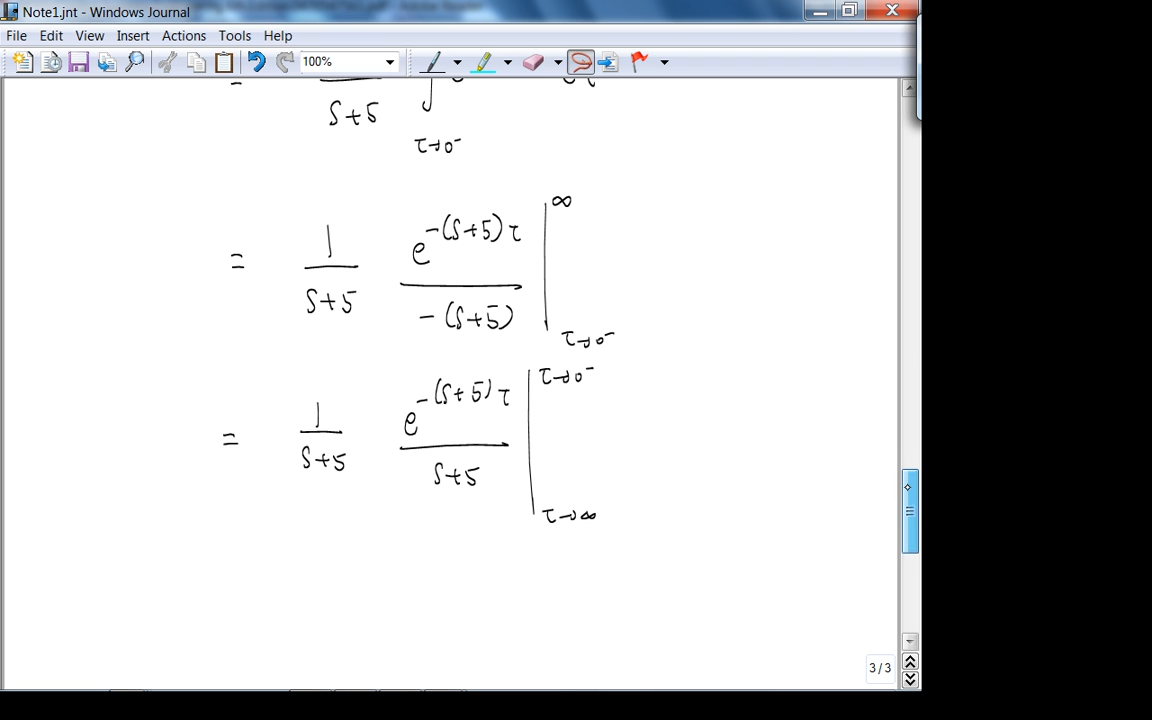 Note1.jnt - Windows Journal
File Edit View Insert Actions Tools Help
100%
= S+5 ∫ dτ
τ→0⁻
= 1/(S+5) e^(-(S+5)τ)/(-(S+5)) | ∞
τ→0⁻
= 1/(S+5) e^(-(S+5)τ)/(S+5) | τ→0⁻
τ→∞
3 / 3